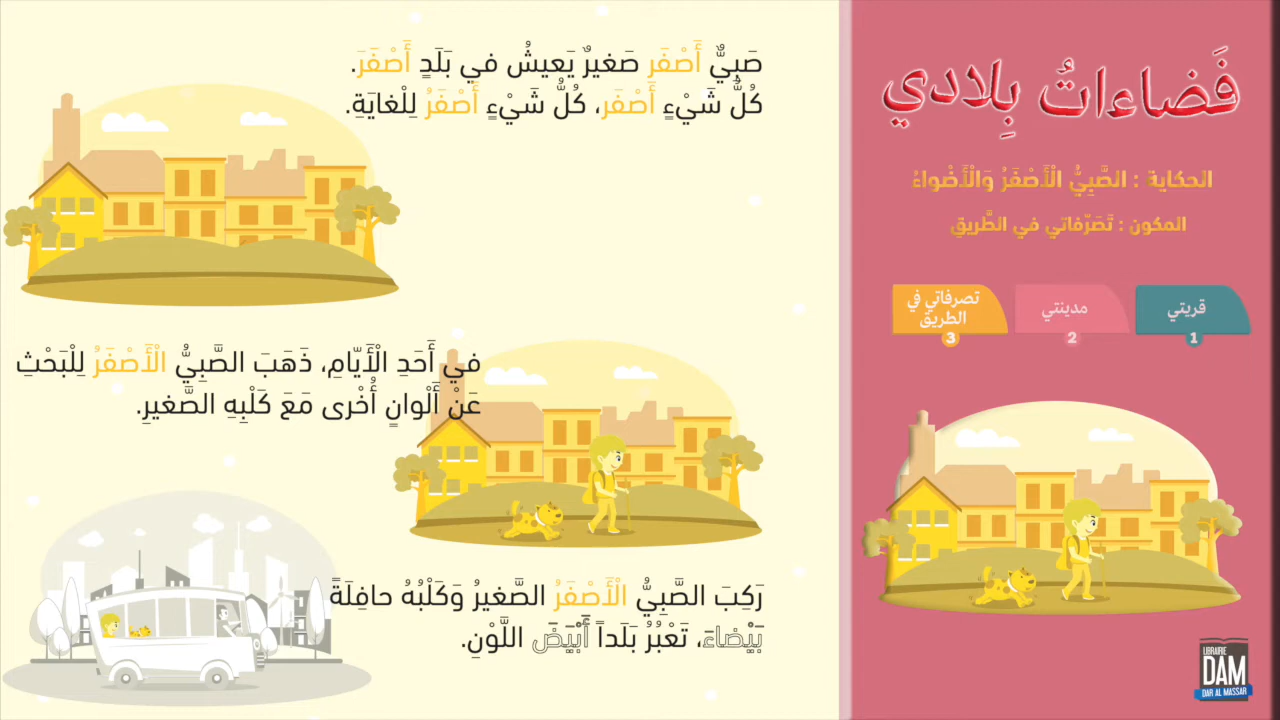 صَبِيٌّ أَصْفَر صَغيرٌ يَعيشُ في بَلَدٍ أَصْفَرَ.
كُلُّ شَيْءٍ أَصْفَر، كُلُّ شَيْءٍ أَصْفَرُ لِلْغايَةِ.
في أَحَدِ الْأَيّامِ، ذَهَبَ الصَّبِيُّ الْأَصْفَرُ لِلْبَحْثِ
عَنْ أَلْوانٍ أُخْرى مَعَ كَلْبِهِ الصَّغيرِ.
رَكِبَ الصَّبِيُّ الْأَصْفَرُ الصَّغيرُ وَكَلْبُهُ حافِلَةً
بَيْضاءَ، تَعْبُرُ بَلَداً أَبْيَضَ اللَّوْنِ.
فَضاءاتُ بِلادي
الحكاية : الصَّبِيُّ الْأَصْفَرُ وَالْأَضْواءُ
المكون : تَصَرّفاتي في الطَّريقِ
قريتي
1
مدينتي
2
تصرفاتي في
الطريق
3
LIBRAIRIE
DAM
DAR AL MASSAR